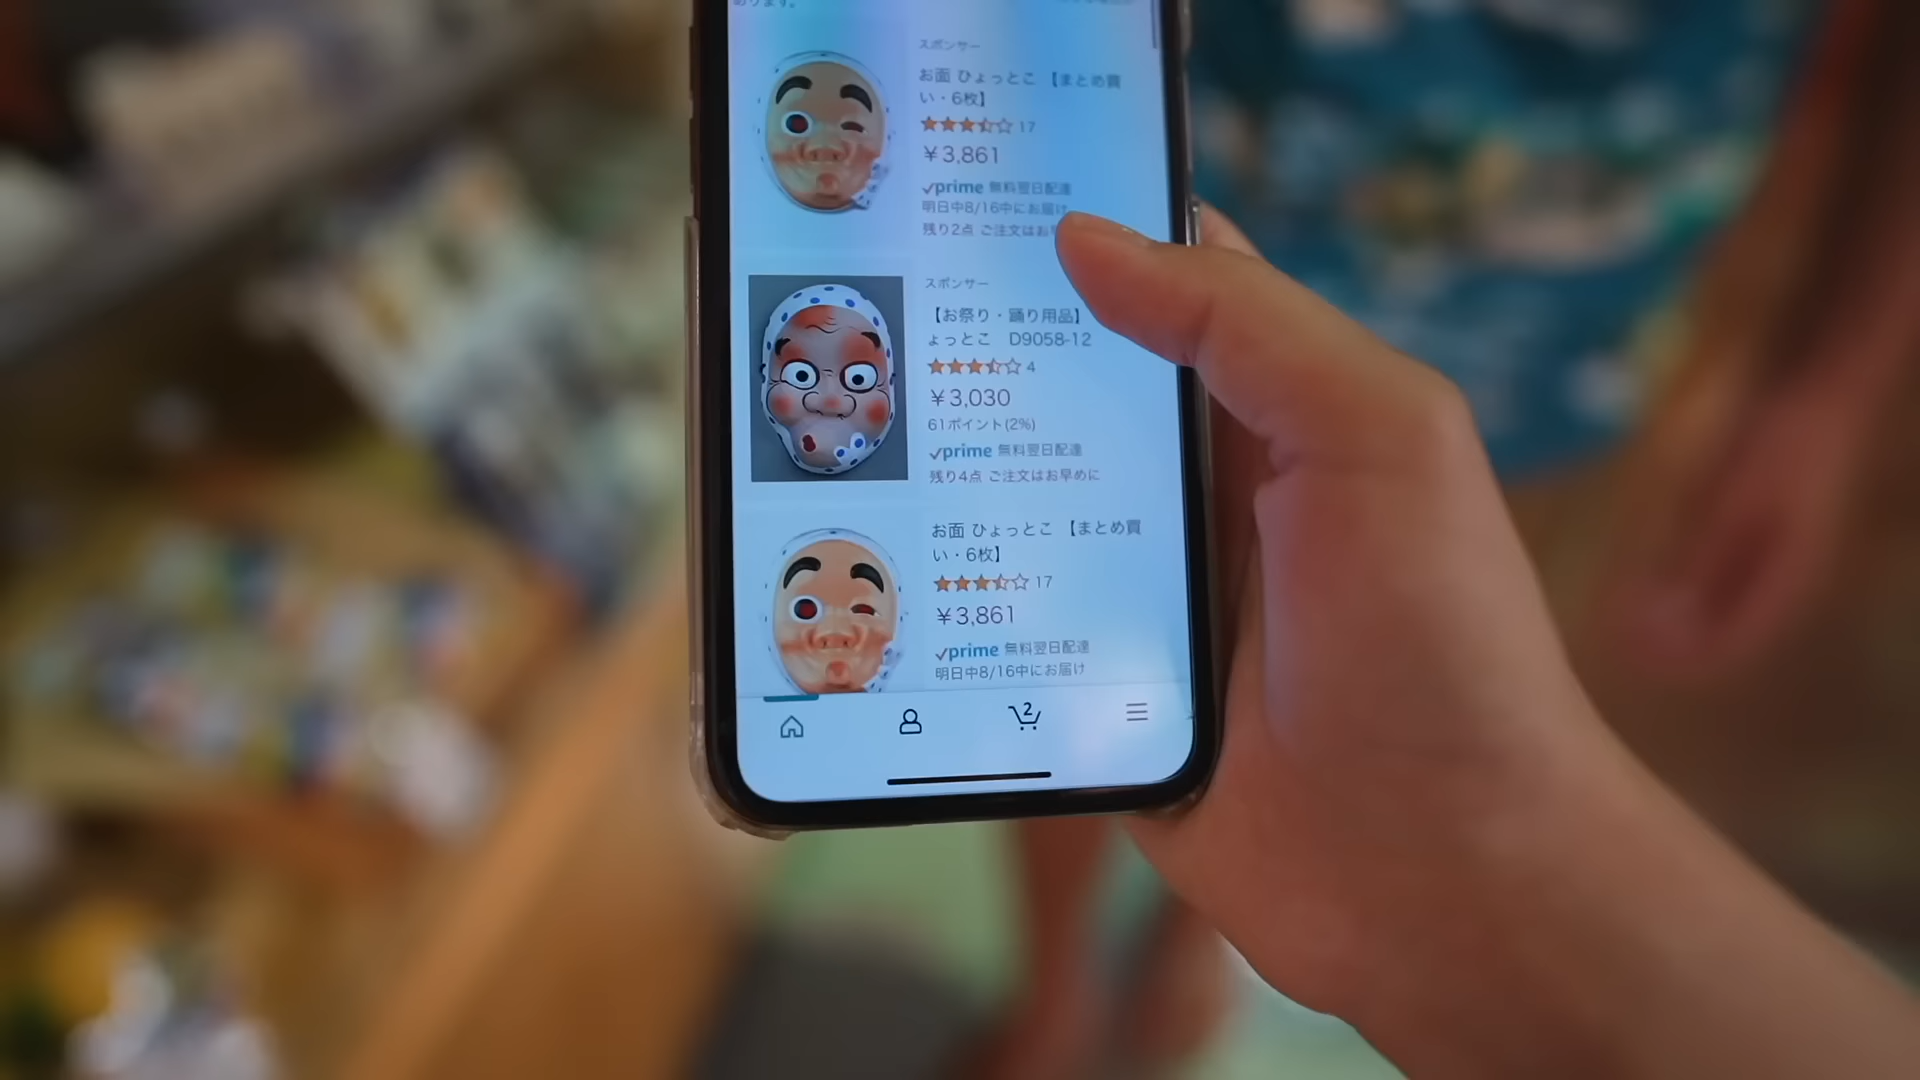 あります。
スポンサー
お面 ひょっとこ 【まとめ買
い・6枚】
17
￥3,861
prime 無料翌日配達
明日中8/16中にお届け
残り2点 ご注文はお早
スポンサー
【お祭り・踊り用品】
ょっとこ D9058-12
4
￥3,030
61ポイント(2%)
prime 無料翌日配達
残り4点 ご注文はお早めに
お面 ひょっとこ 【まとめ買
い・6枚】
17
￥3,861
prime 無料翌日配達
明日中8/16中にお届け
2